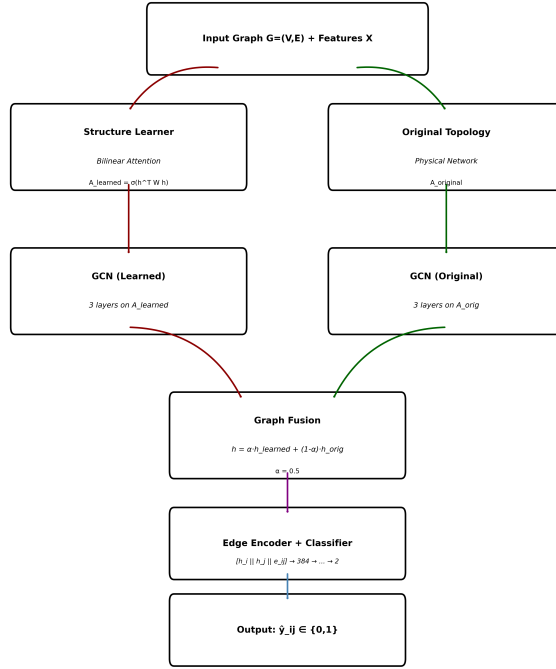 Input Graph G=(V,E) + Features X
Structure Learner
Bilinear Attention
A_learned = σ(h^T W h)
Original Topology
Physical Network
A_original
GCN (Learned)
3 layers on A_learned
GCN (Original)
3 layers on A_orig
Graph Fusion
h = α·h_learned + (1-α)·h_orig
α = 0.5
Edge Encoder + Classifier
[h_i || h_j || e_ij] → 384 → ... → 2
Output: ŷ_ij ∈ {0,1}